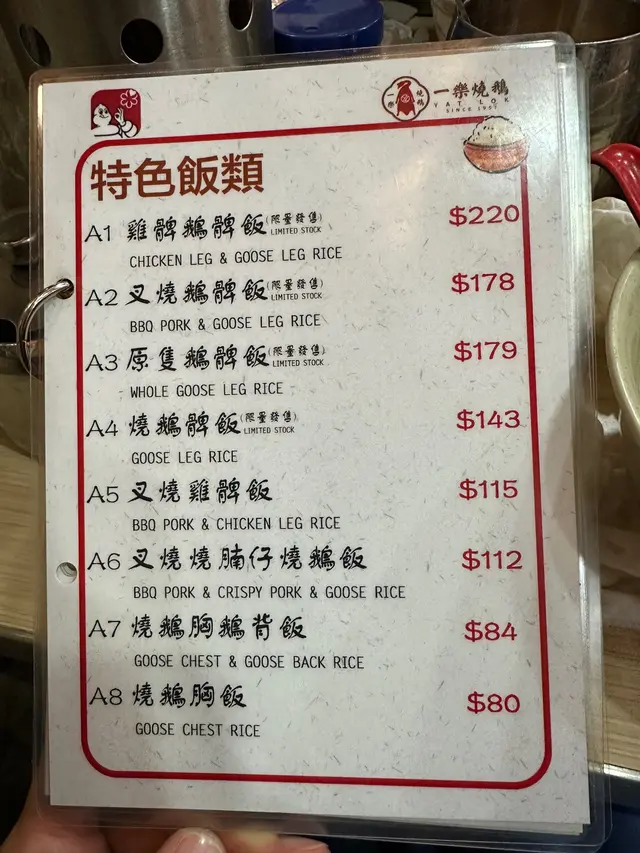 一樂燒鵝
YAT LOK
SINCE 1957
特色飯類
A1 雞髀鵝髀飯(限量發售) $220
LIMITED STOCK
CHICKEN LEG & GOOSE LEG RICE
A2 叉燒鵝髀飯(限量發售) $178
LIMITED STOCK
BBQ PORK & GOOSE LEG RICE
A3 原隻鵝髀飯(限量發售) $179
LIMITED STOCK
WHOLE GOOSE LEG RICE
A4 燒鵝髀飯(限量發售) $143
LIMITED STOCK
GOOSE LEG RICE
A5 叉燒雞髀飯 $115
BBQ PORK & CHICKEN LEG RICE
A6 叉燒燒腩仔燒鵝飯 $112
BBQ PORK & CRISPY PORK & GOOSE RICE
A7 燒鵝胸鵝背飯 $84
GOOSE CHEST & GOOSE BACK RICE
A8 燒鵝胸飯 $80
GOOSE CHEST RICE